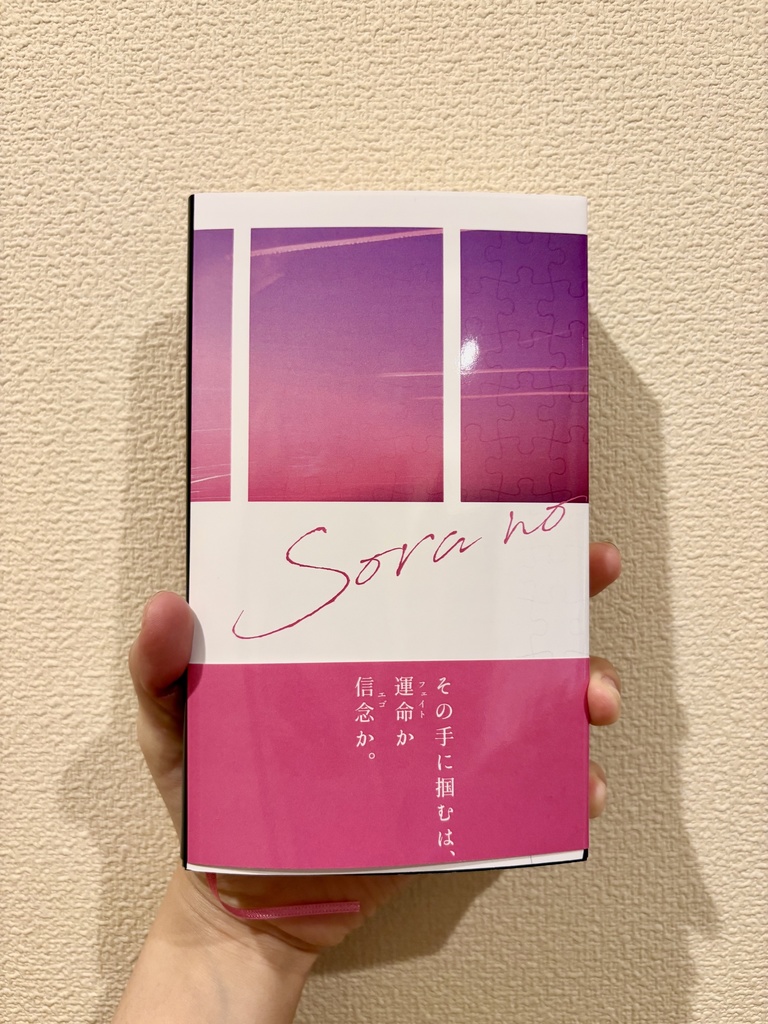 Sora no
その手に掴むは、
運命か
フェイト
信念か。
エゴ